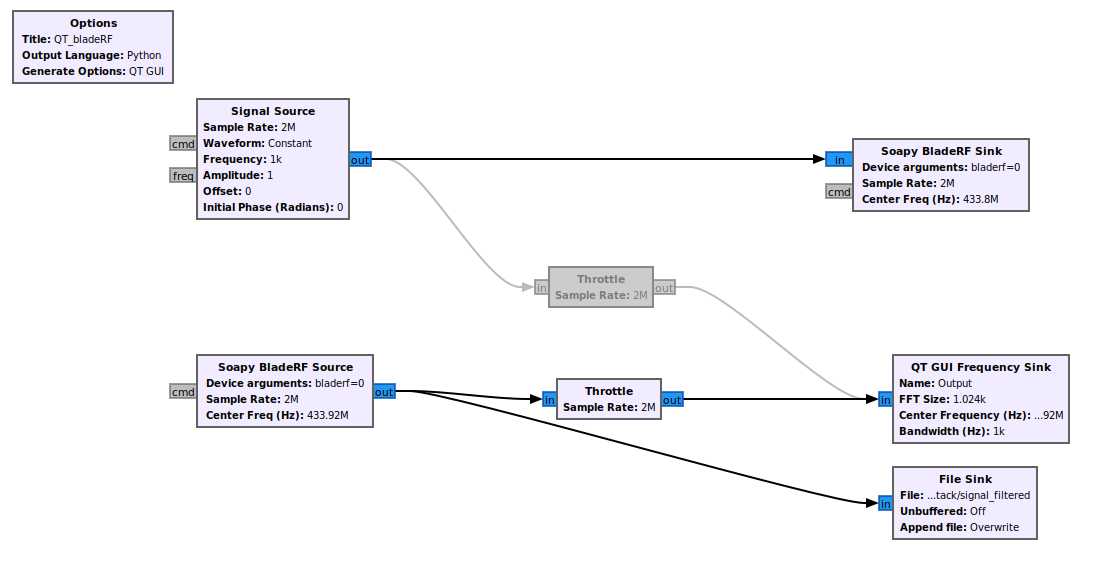 Options
Title: QT_bladeRF
Output Language: Python
Generate Options: QT GUI
Signal Source
Sample Rate: 2M
Waveform: Constant
Frequency: 1k
Amplitude: 1
Offset: 0
Initial Phase (Radians): 0
cmd
freq
out
Soapy BladeRF Sink
Device arguments: bladerf=0
Sample Rate: 2M
Center Freq (Hz): 433.8M
in
cmd
Throttle
Sample Rate: 2M
in
out
Soapy BladeRF Source
Device arguments: bladerf=0
Sample Rate: 2M
Center Freq (Hz): 433.92M
cmd
out
Throttle
Sample Rate: 2M
in
out
QT GUI Frequency Sink
Name: Output
FFT Size: 1.024k
Center Frequency (Hz): ...92M
Bandwidth (Hz): 1k
in
File Sink
File: ...tack/signal_filtered
Unbuffered: Off
Append file: Overwrite
in